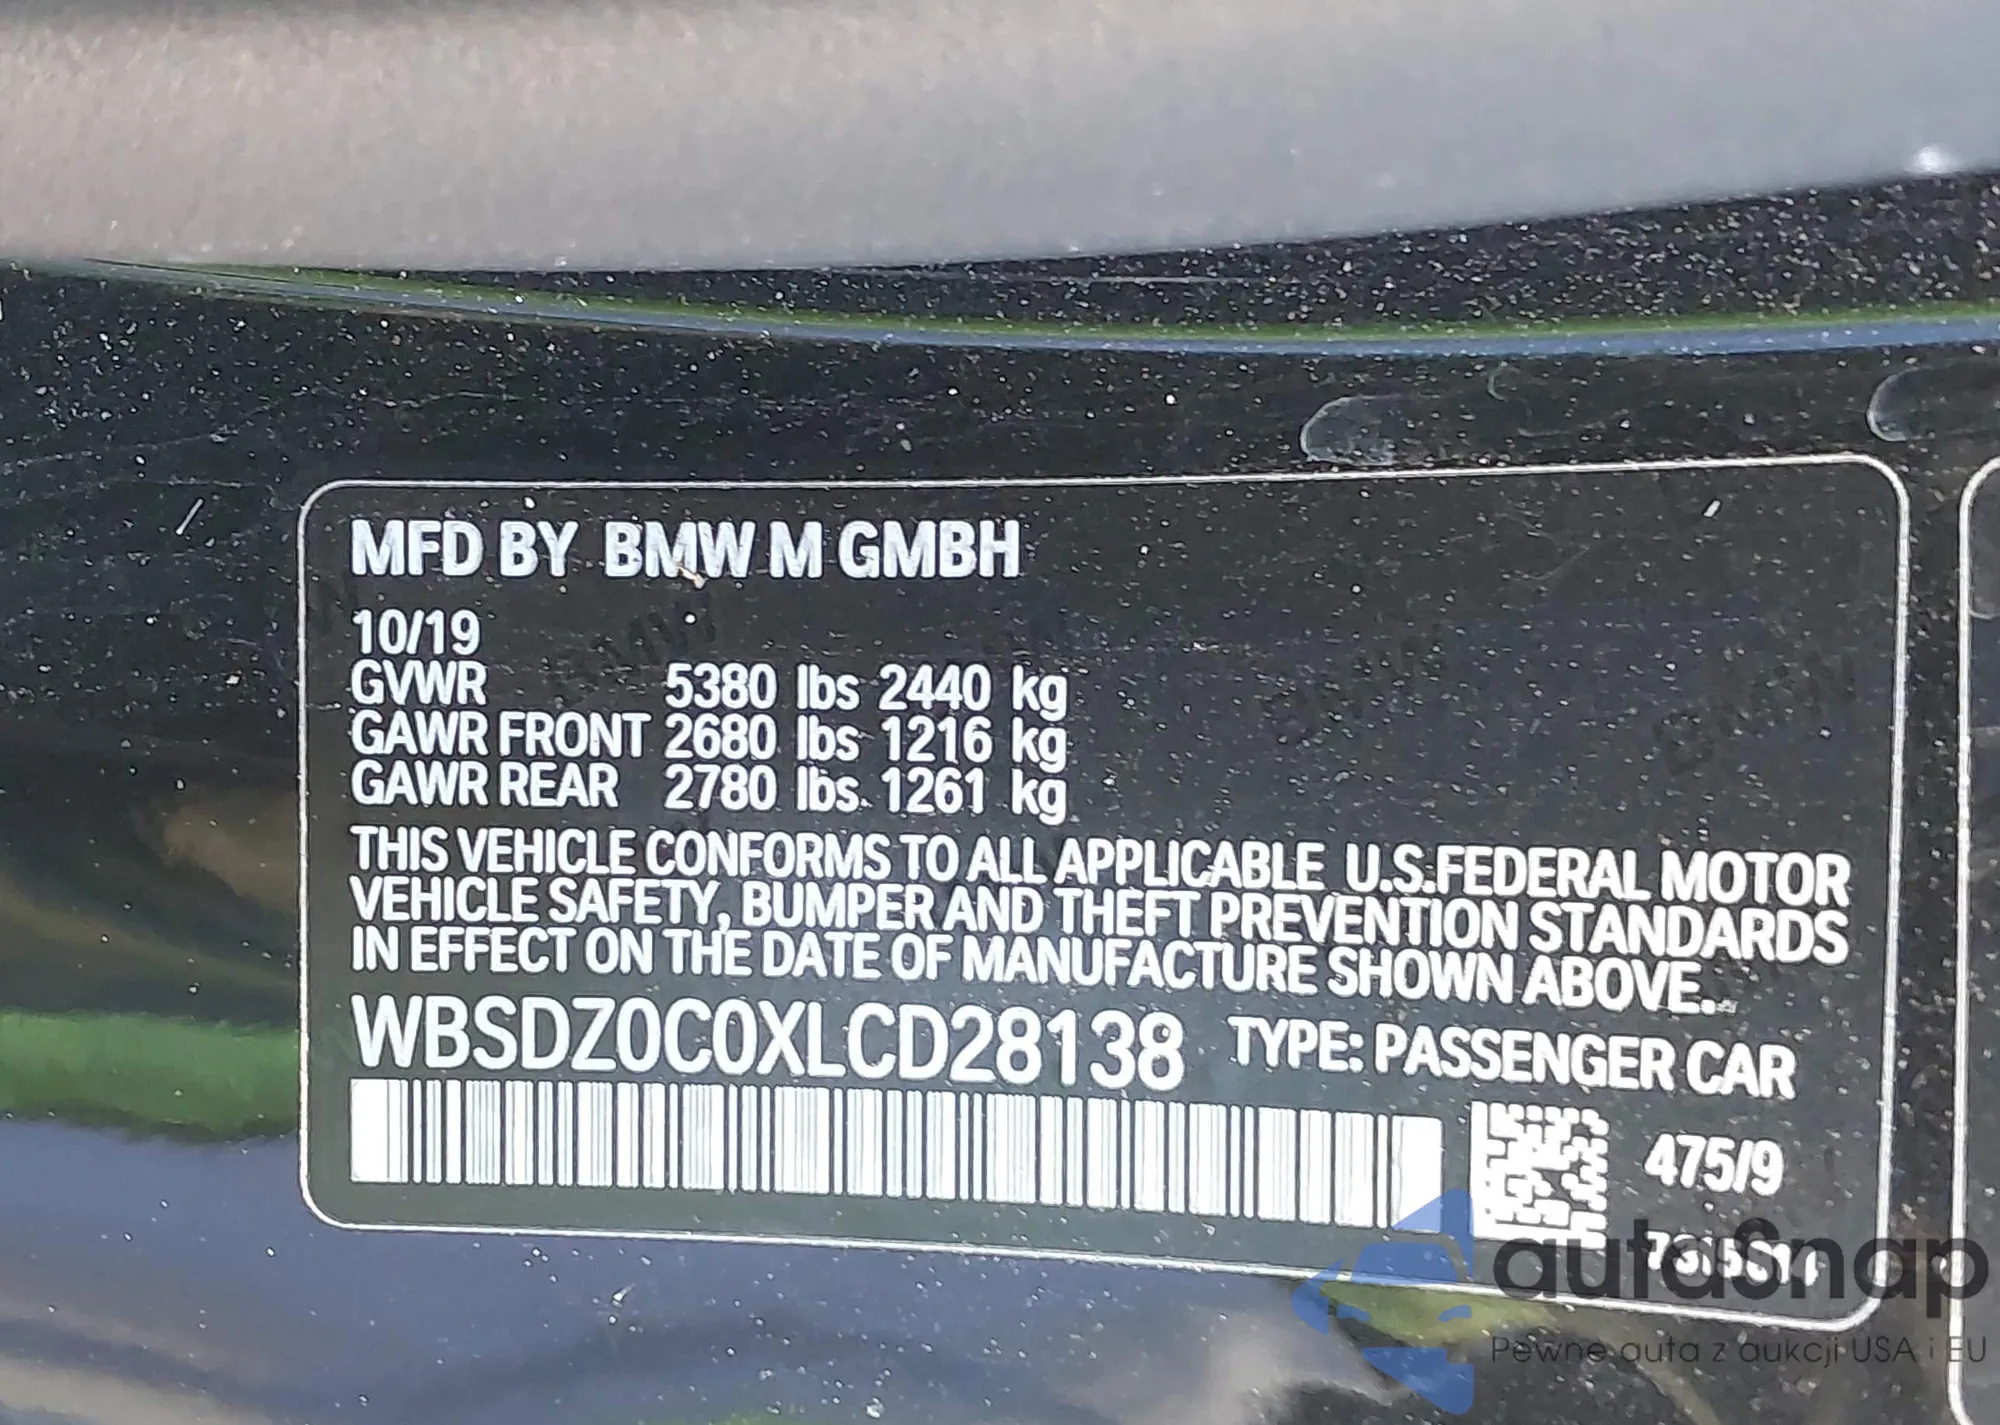 MFD BY BMW M GMBH
10/19
GVWR 5380 lbs 2440 kg
GAWR FRONT 2680 lbs 1216 kg
GAWR REAR 2780 lbs 1261 kg
THIS VEHICLE CONFORMS TO ALL APPLICABLE U.S.FEDERAL MOTOR
VEHICLE SAFETY, BUMPER AND THEFT PREVENTION STANDARDS
IN EFFECT ON THE DATE OF MANUFACTURE SHOWN ABOVE.
WBSDZ0C0XLCD28138 TYPE: PASSENGER CAR
475/9
autoSnap
Pewne auta z aukcji USA i EU